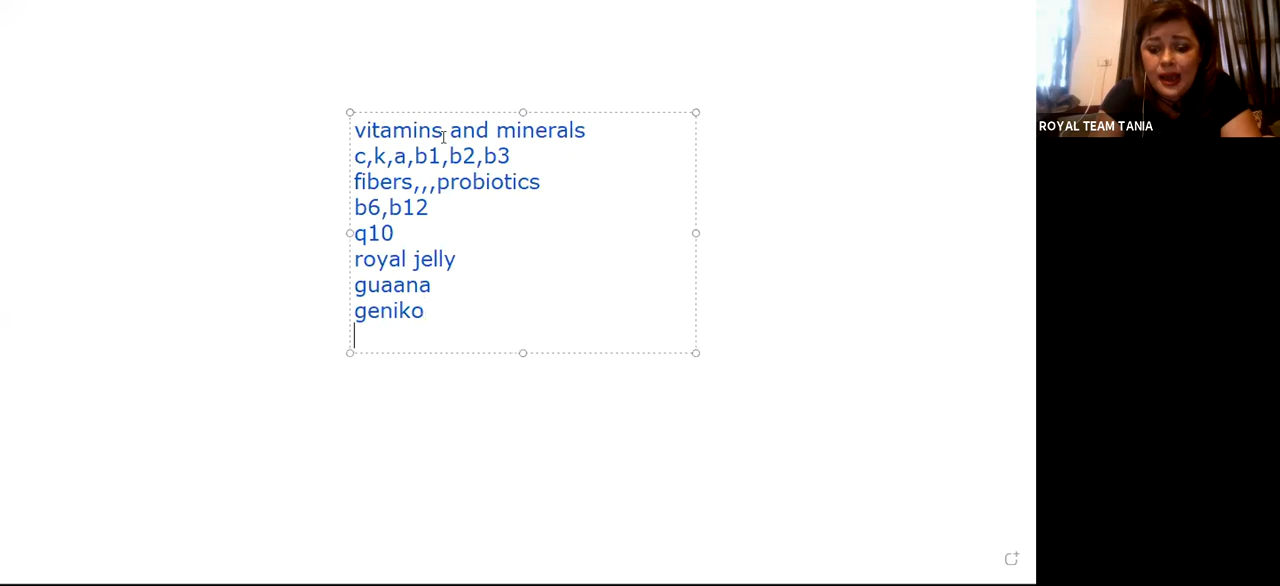 vitamins and minerals
c,k,a,b1,b2,b3
fibers,,,probiotics
b6,b12
q10
royal jelly
guaana
geniko
ROYAL TEAM TANIA